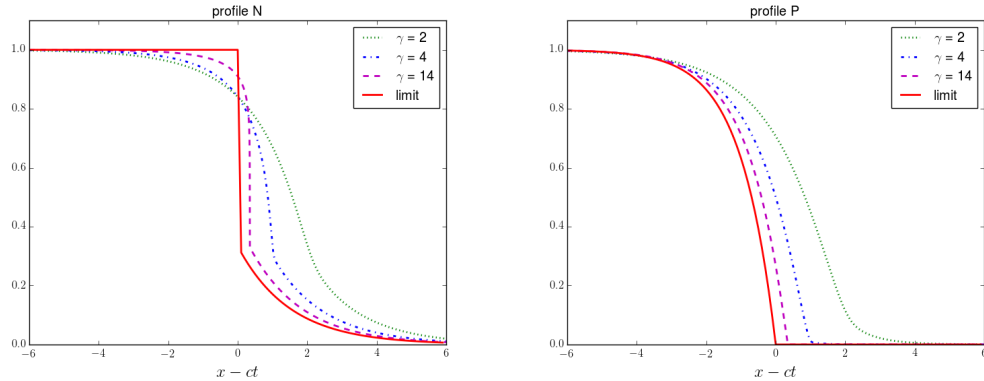 profile N
1.0
0.8
0.6
0.4
0.2
0.0
−6
−4
−2
0
2
4
6
x − ct
γ = 2
γ = 4
γ = 14
limit
profile P
1.0
0.8
0.6
0.4
0.2
0.0
−6
−4
−2
0
2
4
6
x − ct
γ = 2
γ = 4
γ = 14
limit